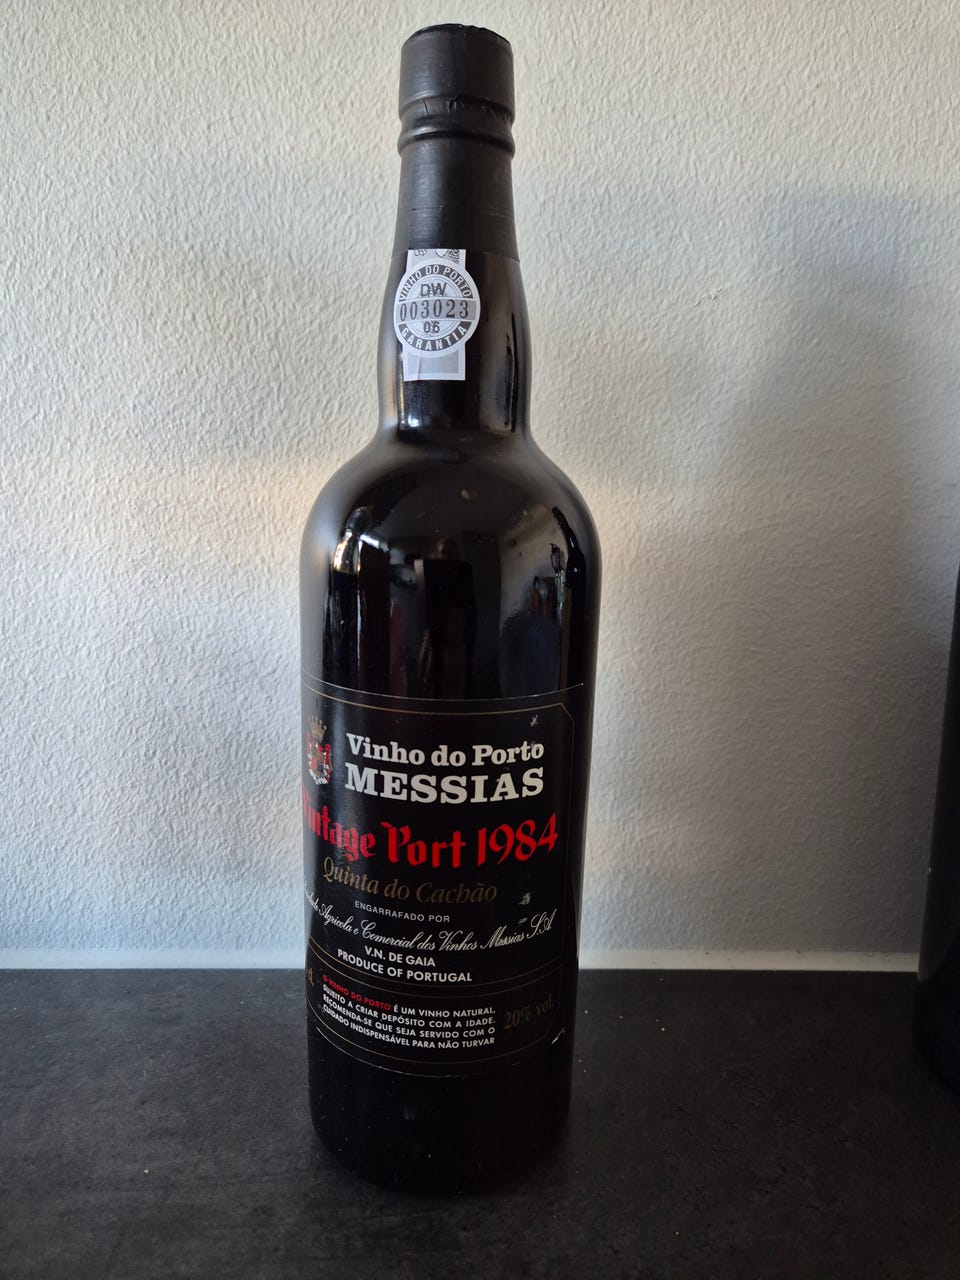 VINHO DO PORTO
DW
003023
06
GARANTIA
Vinho do Porto
MESSIAS
Vintage Port 1984
Quinta do Cachão
ENGARRAFADO POR
Agricola e Comercial dos Vinhos Messias S.A
V.N. DE GAIA
PRODUCE OF PORTUGAL
O VINHO DO PORTO É UM VINHO NATURAL,
SUJEITO A CRIAR DEPÓSITO COM A IDADE.
RECOMENDA-SE QUE SEJA SERVIDO COM O
CUIDADO INDISPENSÁVEL PARA NÃO TURVAR
20% vol.